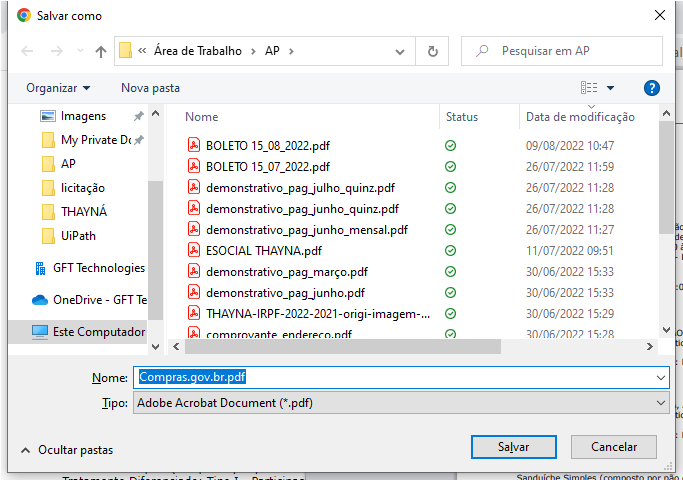 Salvar como
« Área de Trabalho > AP >
Pesquisar em AP
Organizar
Nova pasta
Imagens
My Private Do
AP
licitação
THAYNÁ
UiPath
GFT Technologies
OneDrive - GFT Te
Este Computador
Nome Status Data de modificação
BOLETO 15_08_2022.pdf 09/08/2022 10:47
BOLETO 15_07_2022.pdf 26/07/2022 11:59
demonstrativo_pag_julho_quinz.pdf 26/07/2022 11:28
demonstrativo_pag_junho_quinz.pdf 26/07/2022 11:28
demonstrativo_pag_junho_mensal.pdf 26/07/2022 11:27
ESOCIAL THAYNA.pdf 11/07/2022 09:51
demonstrativo_pag_março.pdf 30/06/2022 15:33
demonstrativo_pag_junho.pdf 30/06/2022 15:33
THAYNA-IRPF-2022-2021-origi-imagem-... 30/06/2022 15:29
comprovante_endereco.pdf 30/06/2022 15:28
Nome: Compras.gov.br.pdf
Tipo: Adobe Acrobat Document (*.pdf)
Ocultar pastas
Salvar
Cancelar
Tratamento Diferenciado: Tipo I - Participaç
Sanduíche Simples (composto por pão